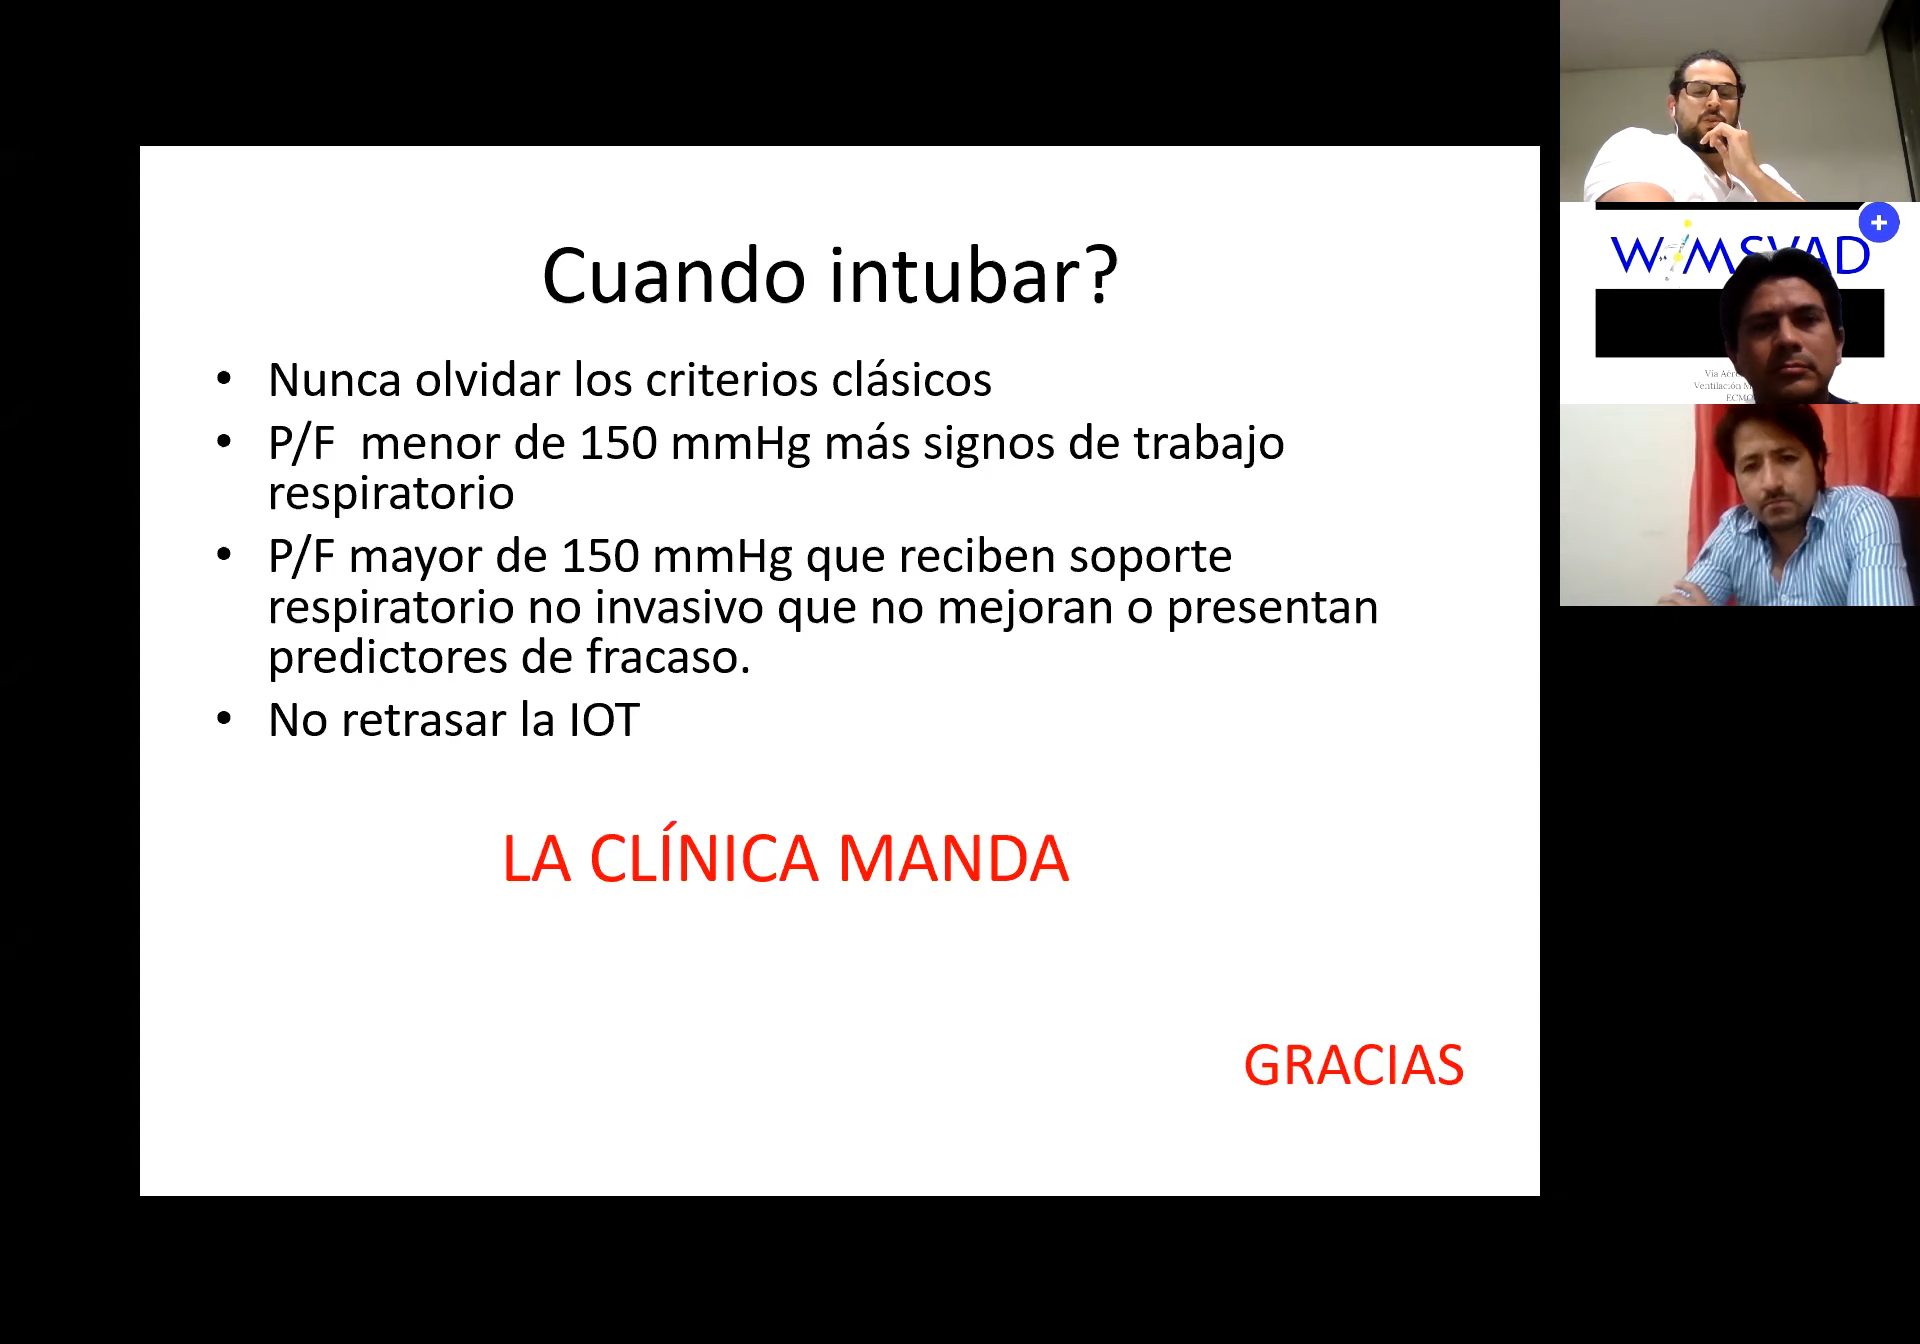 Cuando intubar?
• Nunca olvidar los criterios clásicos
• P/F menor de 150 mmHg más signos de trabajo
respiratorio
• P/F mayor de 150 mmHg que reciben soporte
respiratorio no invasivo que no mejoran o presentan
predictores de fracaso.
• No retrasar la IOT
LA CLÍNICA MANDA
GRACIAS
Vía
Ventilación
ECMO